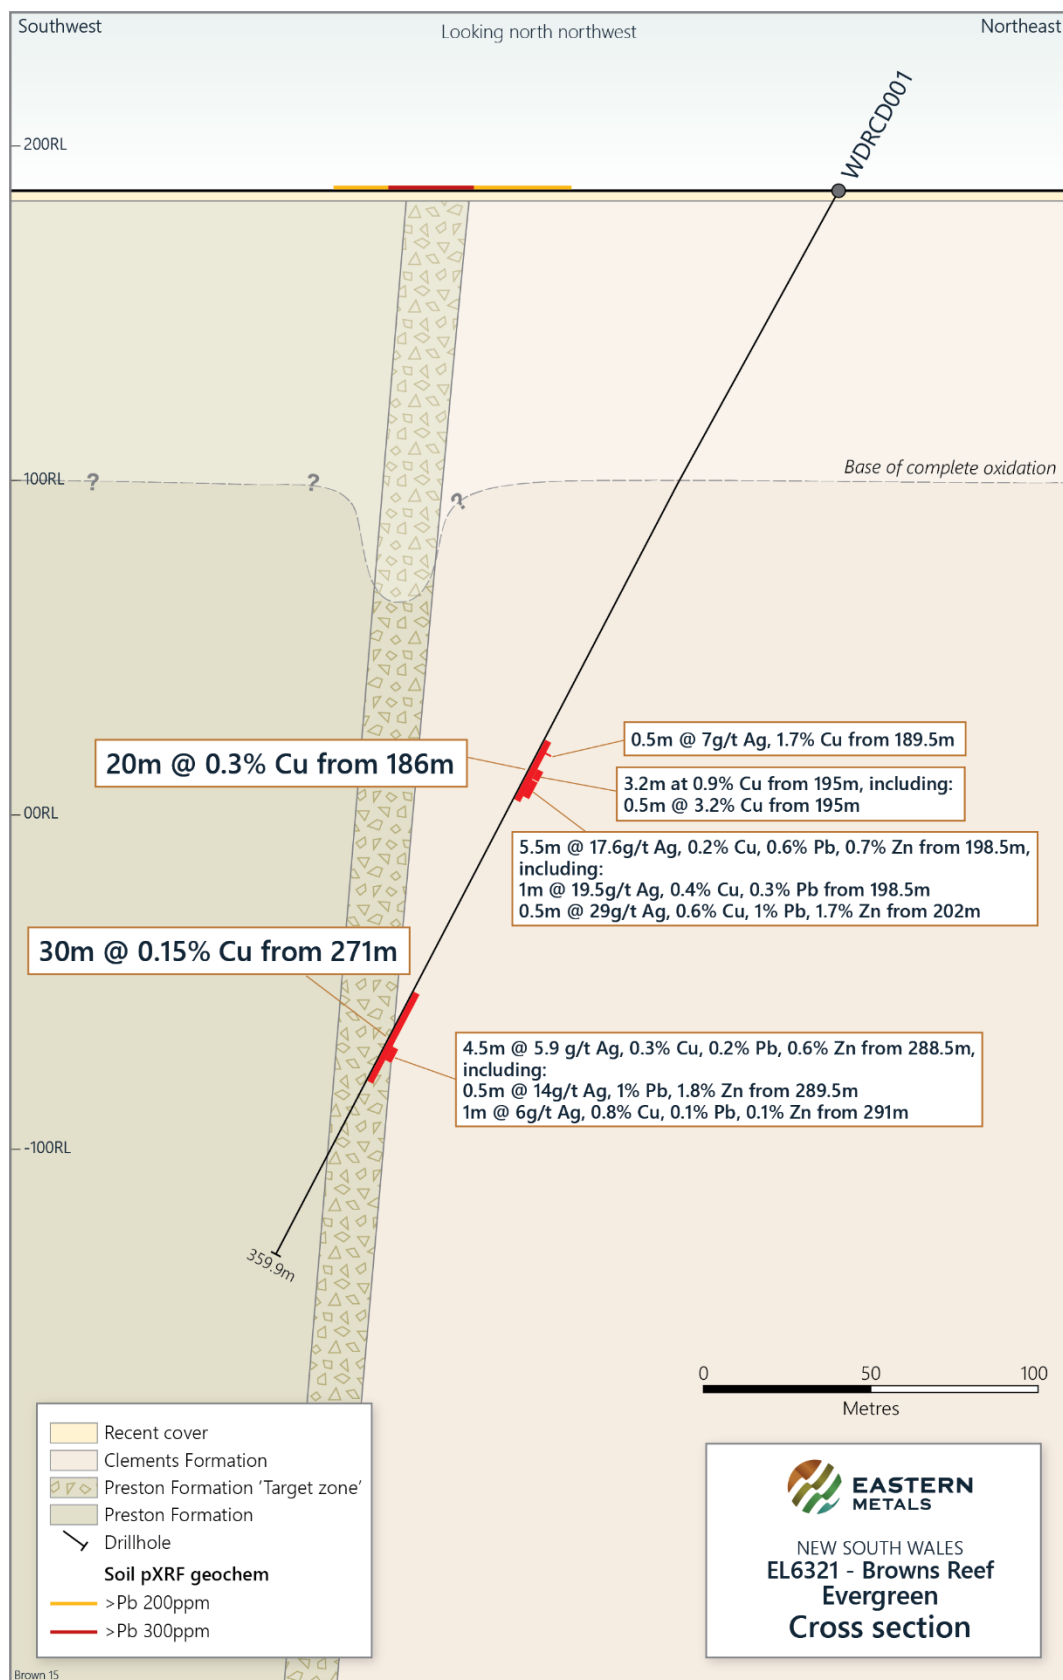 Southwest
Looking north northwest
Northeast
WDRCD001
200RL
Base of complete oxidation
100RL
?
?
?
0.5m @ 7g/t Ag, 1.7% Cu from 189.5m
20m @ 0.3% Cu from 186m
3.2m at 0.9% Cu from 195m, including:
0.5m @ 3.2% Cu from 195m
00RL
5.5m @ 17.6g/t Ag, 0.2% Cu, 0.6% Pb, 0.7% Zn from 198.5m,
including:
1m @ 19.5g/t Ag, 0.4% Cu, 0.3% Pb from 198.5m
0.5m @ 29g/t Ag, 0.6% Cu, 1% Pb, 1.7% Zn from 202m
30m @ 0.15% Cu from 271m
4.5m @ 5.9 g/t Ag, 0.3% Cu, 0.2% Pb, 0.6% Zn from 288.5m,
including:
0.5m @ 14g/t Ag, 1% Pb, 1.8% Zn from 289.5m
1m @ 6g/t Ag, 0.8% Cu, 0.1% Pb, 0.1% Zn from 291m
-100RL
359.9m
0 50 100
Metres
Recent cover
Clements Formation
Preston Formation 'Target zone'
Preston Formation
Drillhole
Soil pXRF geochem
>Pb 200ppm
>Pb 300ppm
EASTERN
METALS
NEW SOUTH WALES
EL6321 - Browns Reef
Evergreen
Cross section
Brown 15